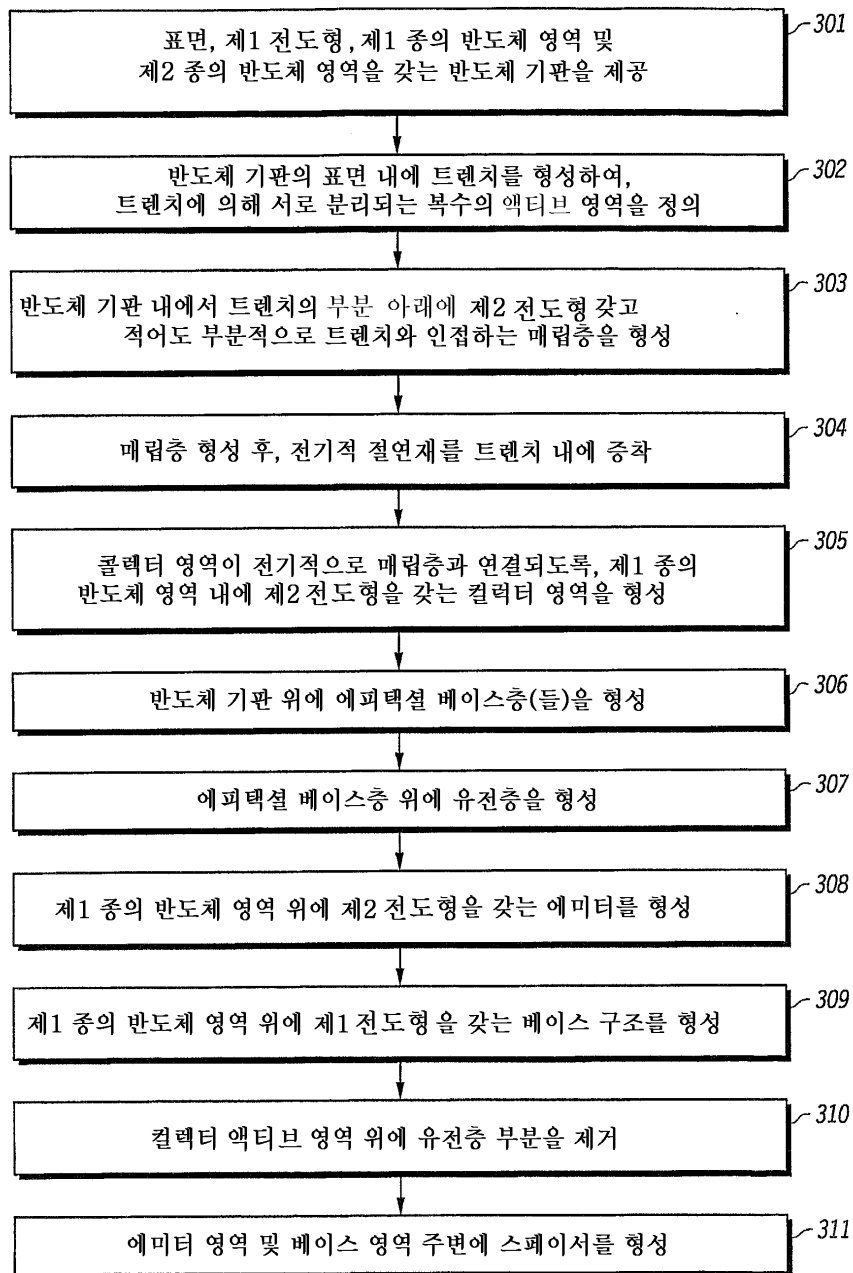 301
표면, 제1 전도형, 제1 종의 반도체 영역 및
제2 종의 반도체 영역을 갖는 반도체 기판을 제공
302
반도체 기판의 표면 내에 트렌치를 형성하여,
트렌치에 의해 서로 분리되는 복수의 액티브 영역을 정의
303
반도체 기판 내에서 트렌치의 부분 아래에 제2 전도형 갖고
적어도 부분적으로 트렌치와 인접하는 매립층을 형성
304
매립층 형성 후, 전기적 절연재를 트렌치 내에 증착
305
콜렉터 영역이 전기적으로 매립층과 연결되도록, 제1 종의
반도체 영역 내에 제2 전도형을 갖는 컬럭터 영역을 형성
306
반도체 기판 위에 에피택셜 베이스층(들)을 형성
307
에피택셜 베이스층 위에 유전층을 형성
308
제1 종의 반도체 영역 위에 제2 전도형을 갖는 에미터를 형성
309
제1 종의 반도체 영역 위에 제1 전도형을 갖는 베이스 구조를 형성
310
컬렉터 액티브 영역 위에 유전층 부분을 제거
311
에미터 영역 및 베이스 영역 주변에 스페이서를 형성